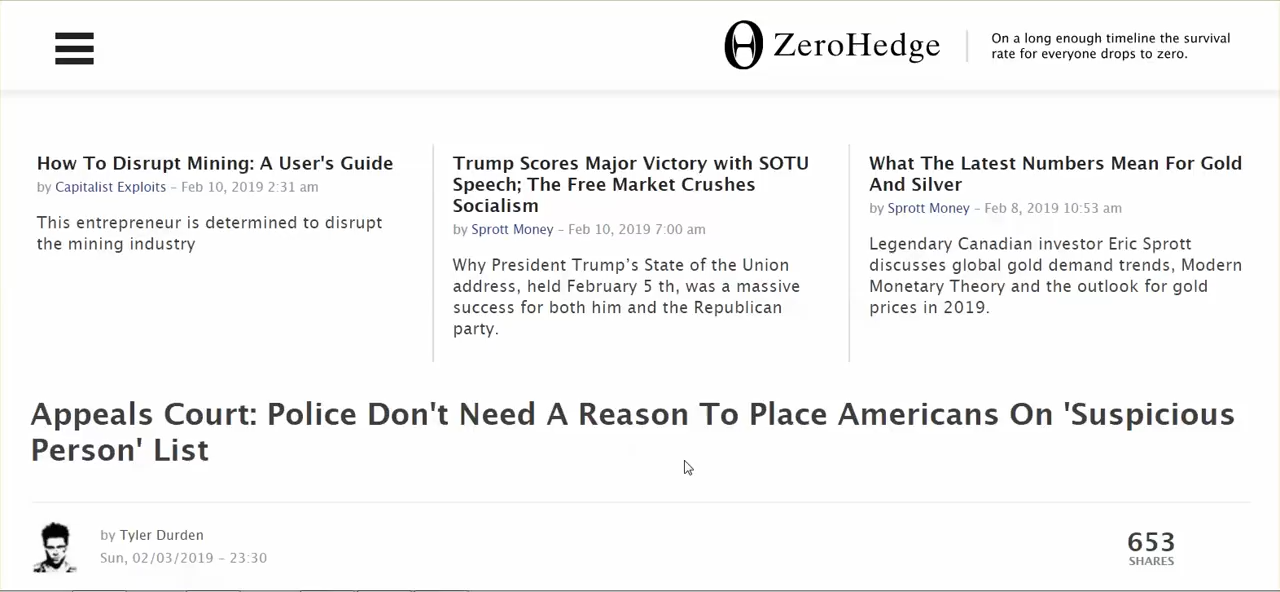 ZeroHedge
On a long enough timeline the survival
rate for everyone drops to zero.
How To Disrupt Mining: A User's Guide
by Capitalist Exploits – Feb 10, 2019 2:31 am
This entrepreneur is determined to disrupt
the mining industry
Trump Scores Major Victory with SOTU
Speech; The Free Market Crushes
Socialism
by Sprott Money – Feb 10, 2019 7:00 am
Why President Trump’s State of the Union
address, held February 5 th, was a massive
success for both him and the Republican
party.
What The Latest Numbers Mean For Gold
And Silver
by Sprott Money – Feb 8, 2019 10:53 am
Legendary Canadian investor Eric Sprott
discusses global gold demand trends, Modern
Monetary Theory and the outlook for gold
prices in 2019.
Appeals Court: Police Don't Need A Reason To Place Americans On 'Suspicious
Person' List
by Tyler Durden
Sun, 02/03/2019 – 23:30
653
SHARES